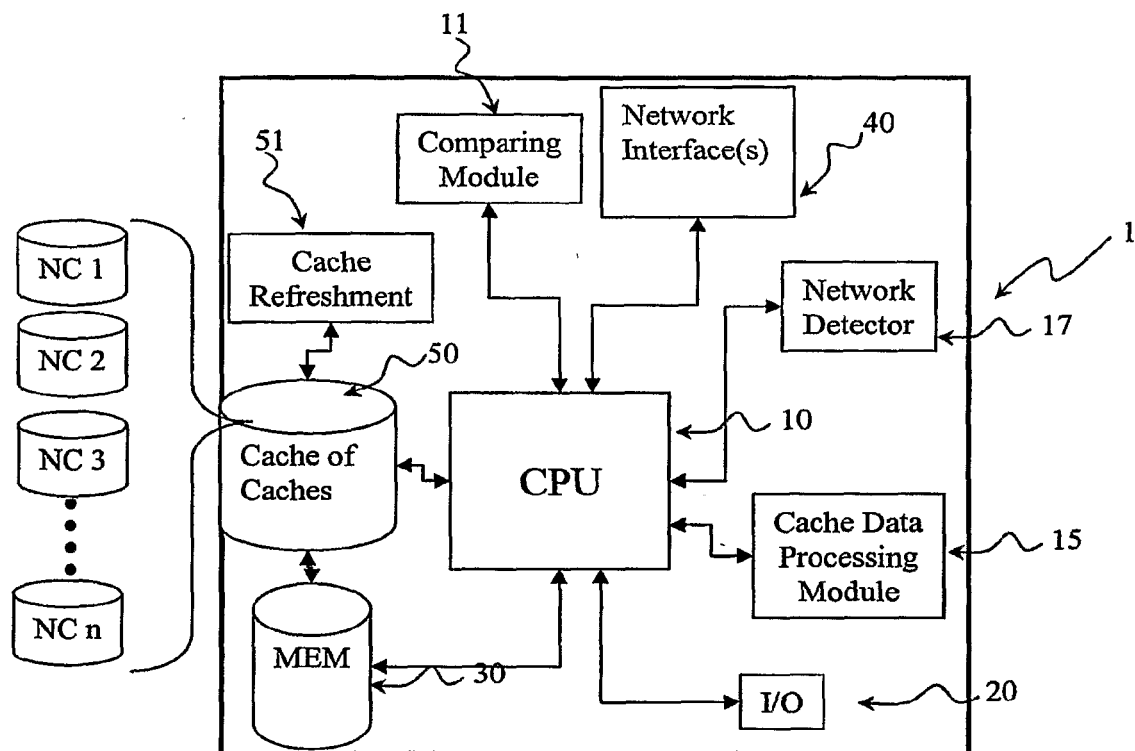 11
Comparing
Module
Network
Interface(s)
40
51
Cache
Refreshment
1
Network
Detector
17
NC 1
NC 2
NC 3
NC n
50
Cache of
Caches
CPU
10
Cache Data
Processing
Module
15
MEM
30
I/O
20